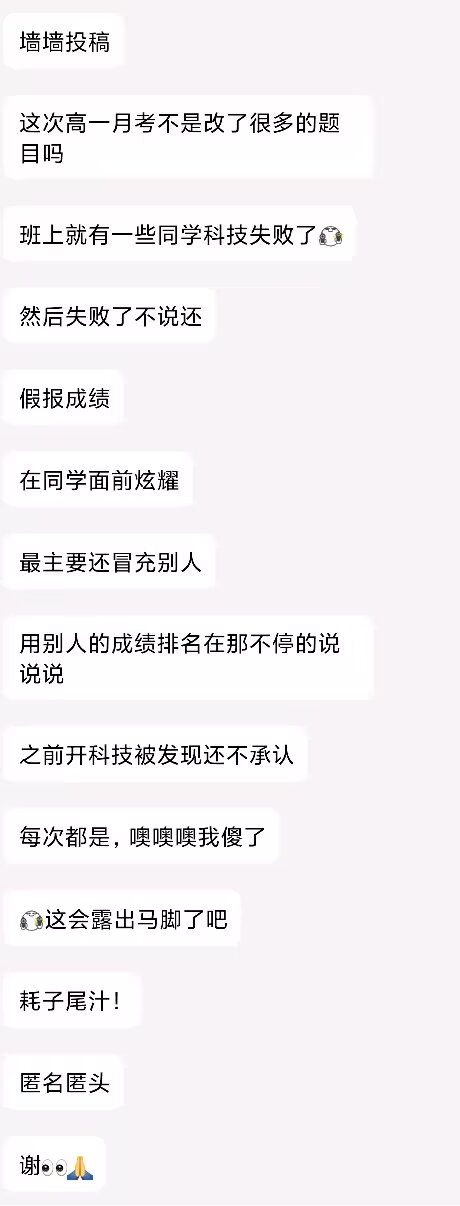 墙墙投稿
这次高一月考不是改了很多的题
目吗
班上就有一些同学科技失败了
然后失败了不说还
假报成绩
在同学面前炫耀
最主要还冒充别人
用别人的成绩排名在那不停的说
说说
之前开科技被发现还不承认
每次都是，噢噢噢我傻了
这会露出马脚了吧
耗子尾汁！
匿名匿头
谢👀🙏